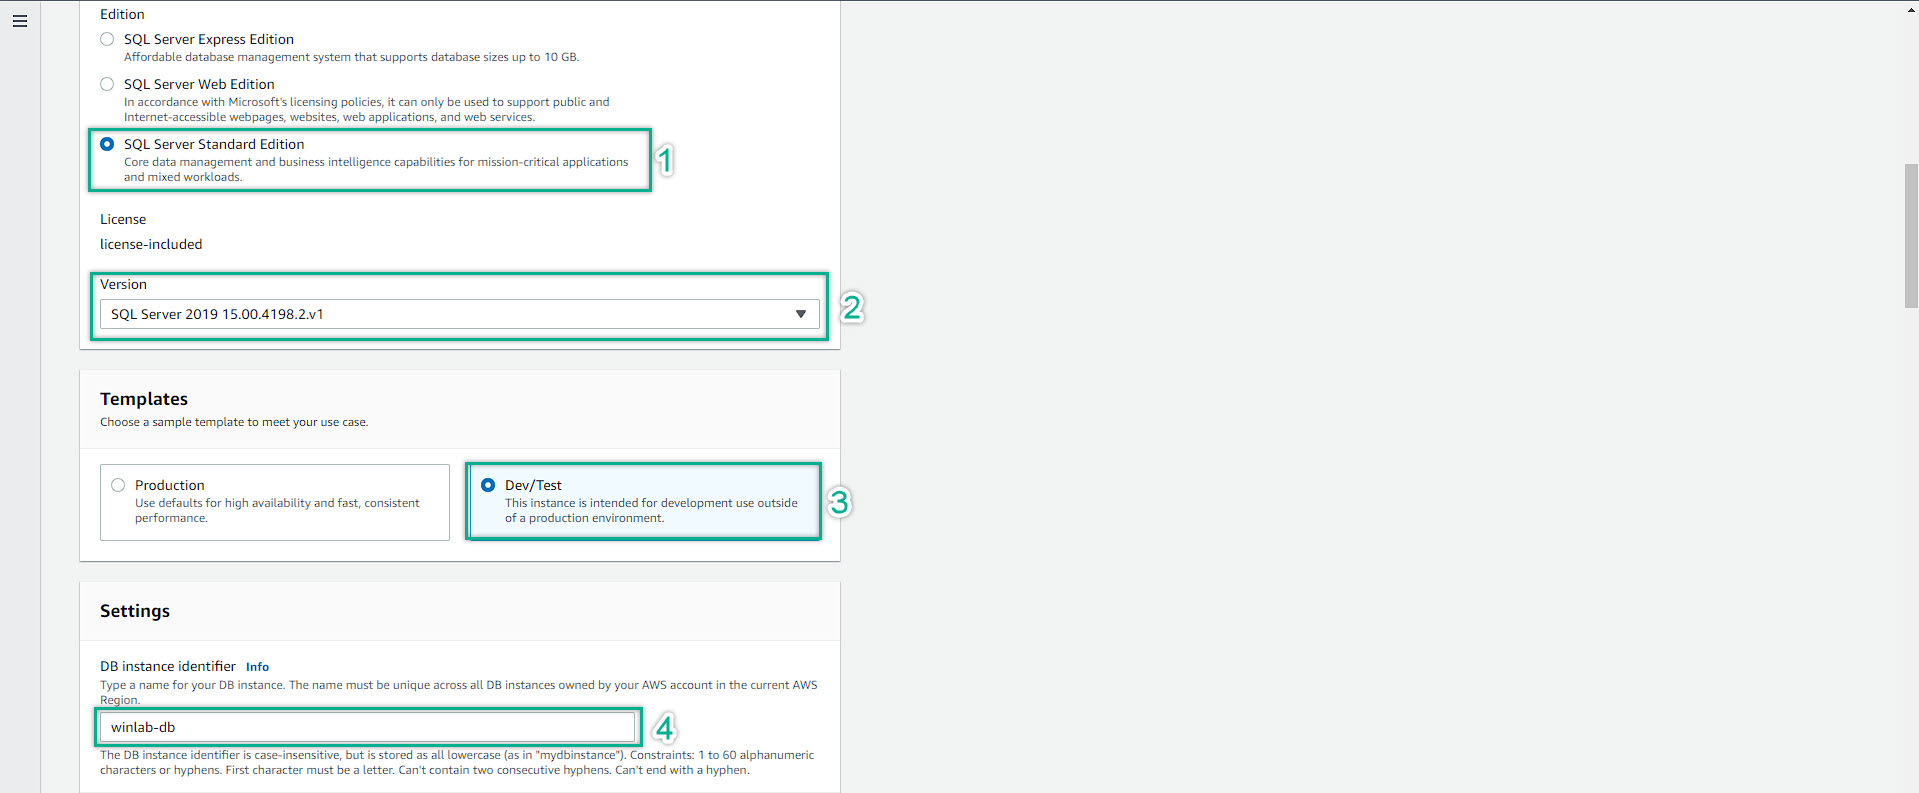 Edition
SQL Server Express Edition
Affordable database management system that supports database sizes up to 10 GB.
SQL Server Web Edition
In accordance with Microsoft's licensing policies, it can only be used to support public and
Internet-accessible webpages, websites, web applications, and web services.
SQL Server Standard Edition
Core data management and business intelligence capabilities for mission-critical applications
and mixed workloads.
1
License
license-included
Version
SQL Server 2019 15.00.4198.2.v1
2
Templates
Choose a sample template to meet your use case.
Production
Use defaults for high availability and fast, consistent
performance.
Dev/Test
This instance is intended for development use outside
of a production environment.
3
Settings
DB instance identifier Info
Type a name for your DB instance. The name must be unique across all DB instances owned by your AWS account in the current AWS
Region.
winlab-db
4
The DB instance identifier is case-insensitive, but is stored as all lowercase (as in "mydbinstance"). Constraints: 1 to 60 alphanumeric
characters or hyphens. First character must be a letter. Can't contain two consecutive hyphens. Can't end with a hyphen.